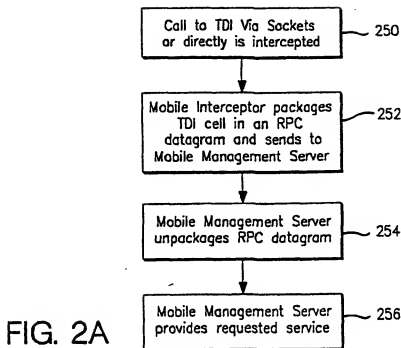 Call to TDI Via Sockets
or directly is intercepted
250
Mobile Interceptor packages
TDI cell in an RPC
datagram and sends to
Mobile Management Server
252
Mobile Management Server
unpackages RPC datagram
254
Mobile Management Server
provides requested service
256
FIG. 2A